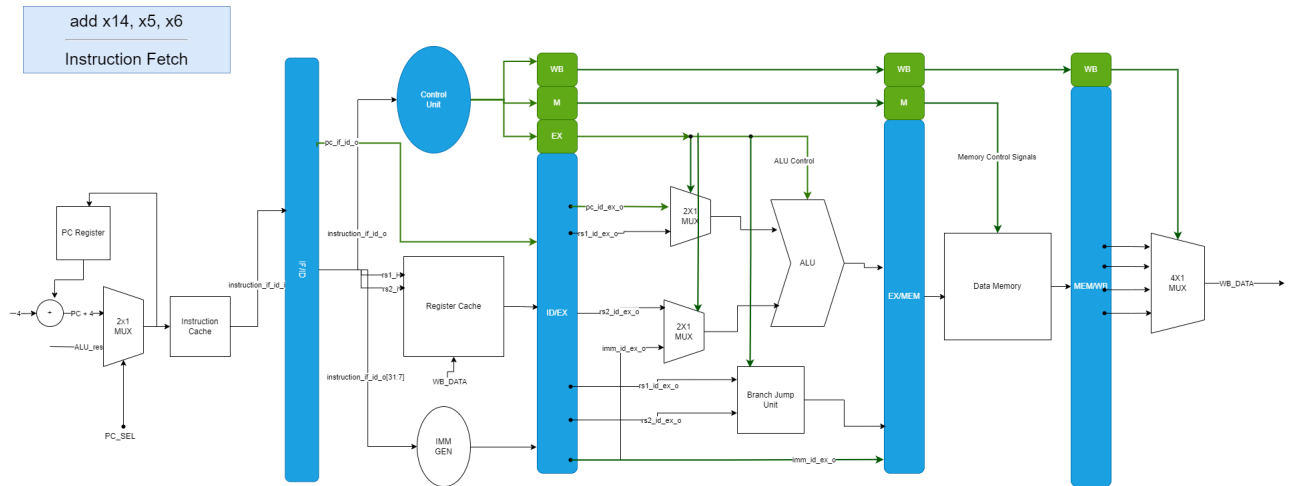 add x14, x5, x6
Instruction Fetch
IF/ID
Control
Unit
WB
M
EX
ID/EX
WB
M
EX/MEM
WB
MEM/WB
pc_if_id_o
ALU Control
Memory Control Signals
PC Register
instruction_if_id_o
instruction_if_id_i
4
+
PC + 4
ALU_res
2x1
MUX
PC_SEL
Instruction
Cache
rs1_i
rs2_i
Register Cache
WB_DATA
instruction_if_id_o[31:7]
IMM
GEN
pc_id_ex_o
rs1_id_ex_o
2X1
MUX
rs2_id_ex_o
imm_id_ex_o
2X1
MUX
ALU
rs1_id_ex_o
rs2_id_ex_o
Branch Jump
Unit
imm_id_ex_o
Data Memory
4X1
MUX
WB_DATA